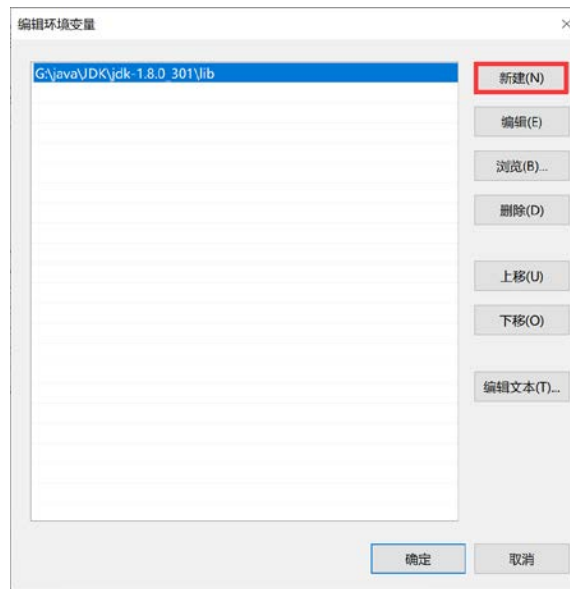 编辑环境变量
G:\java\JDK\jdk-1.8.0_301\lib
新建(N)
编辑(E)
浏览(B)...
删除(D)
上移(U)
下移(O)
编辑文本(T)...
确定
取消